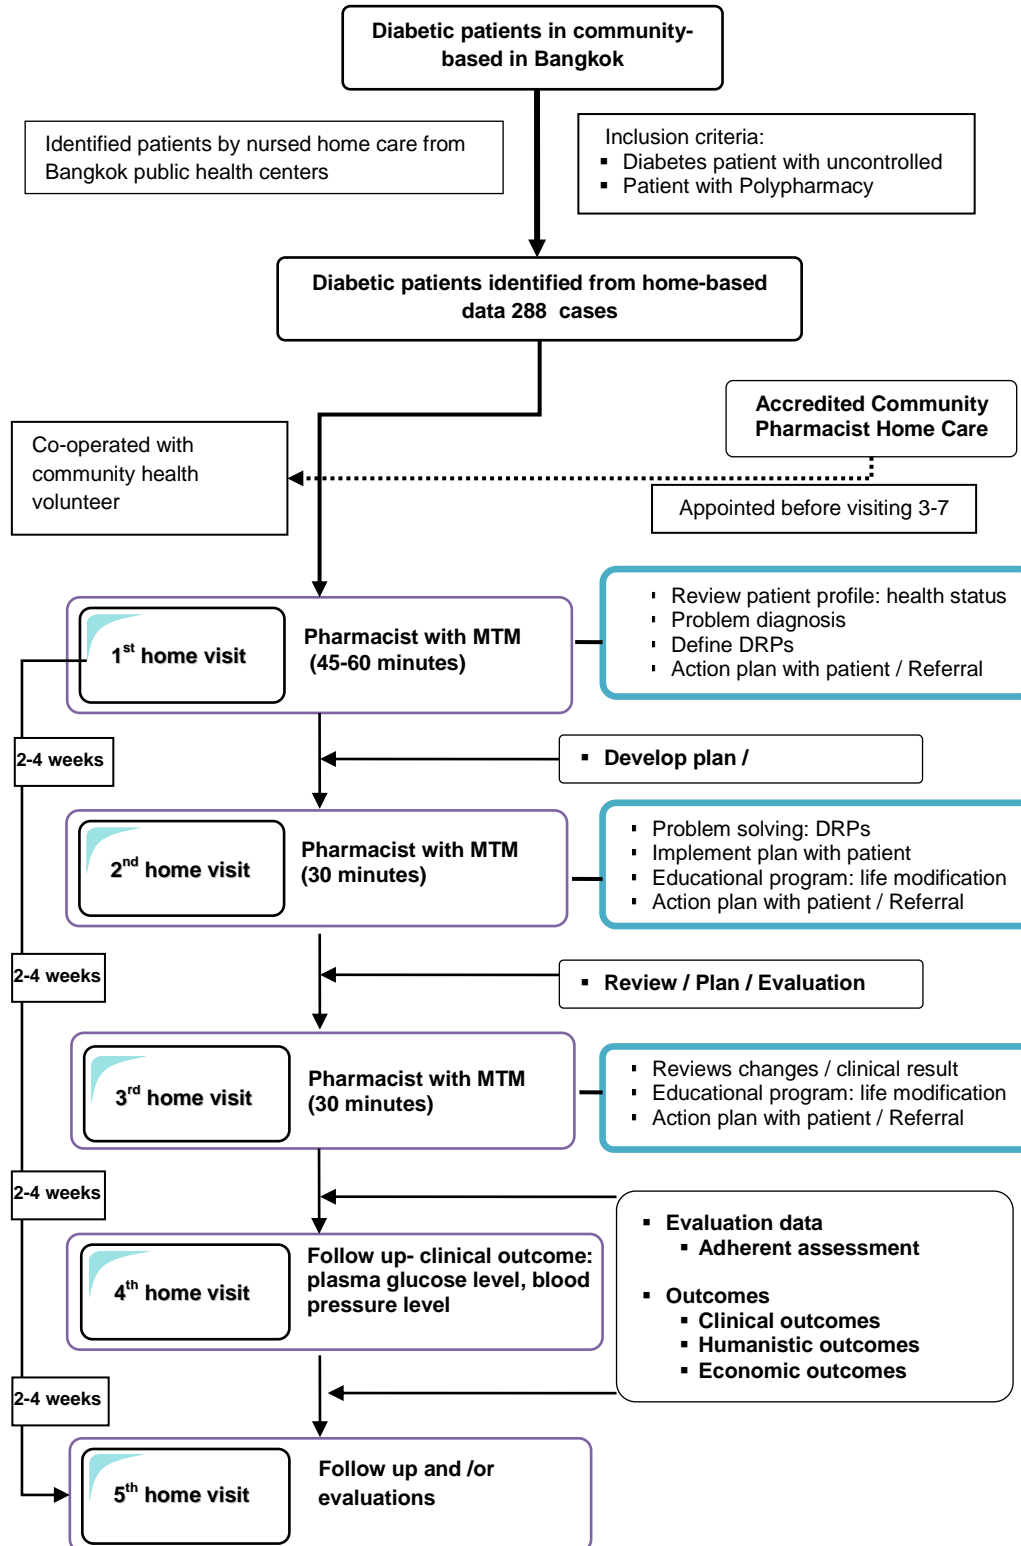 Diabetic patients in community-
based in Bangkok
Identified patients by nursed home care from
Bangkok public health centers
Inclusion criteria:
▪ Diabetes patient with uncontrolled
▪ Patient with Polypharmacy
Diabetic patients identified from home-based
data 288 cases
Accredited Community
Pharmacist Home Care
Co-operated with
community health
volunteer
Appointed before visiting 3-7
1st home visit
Pharmacist with MTM
(45-60 minutes)
▪ Review patient profile: health status
▪ Problem diagnosis
▪ Define DRPs
▪ Action plan with patient / Referral
2-4 weeks
▪ Develop plan /
2nd home visit
Pharmacist with MTM
(30 minutes)
▪ Problem solving: DRPs
▪ Implement plan with patient
▪ Educational program: life modification
▪ Action plan with patient / Referral
2-4 weeks
▪ Review / Plan / Evaluation
3rd home visit
Pharmacist with MTM
(30 minutes)
▪ Reviews changes / clinical result
▪ Educational program: life modification
▪ Action plan with patient / Referral
2-4 weeks
▪ Evaluation data
▪ Adherent assessment
▪ Outcomes
▪ Clinical outcomes
▪ Humanistic outcomes
▪ Economic outcomes
4th home visit
Follow up- clinical outcome:
plasma glucose level, blood
pressure level
2-4 weeks
5th home visit
Follow up and /or
evaluations